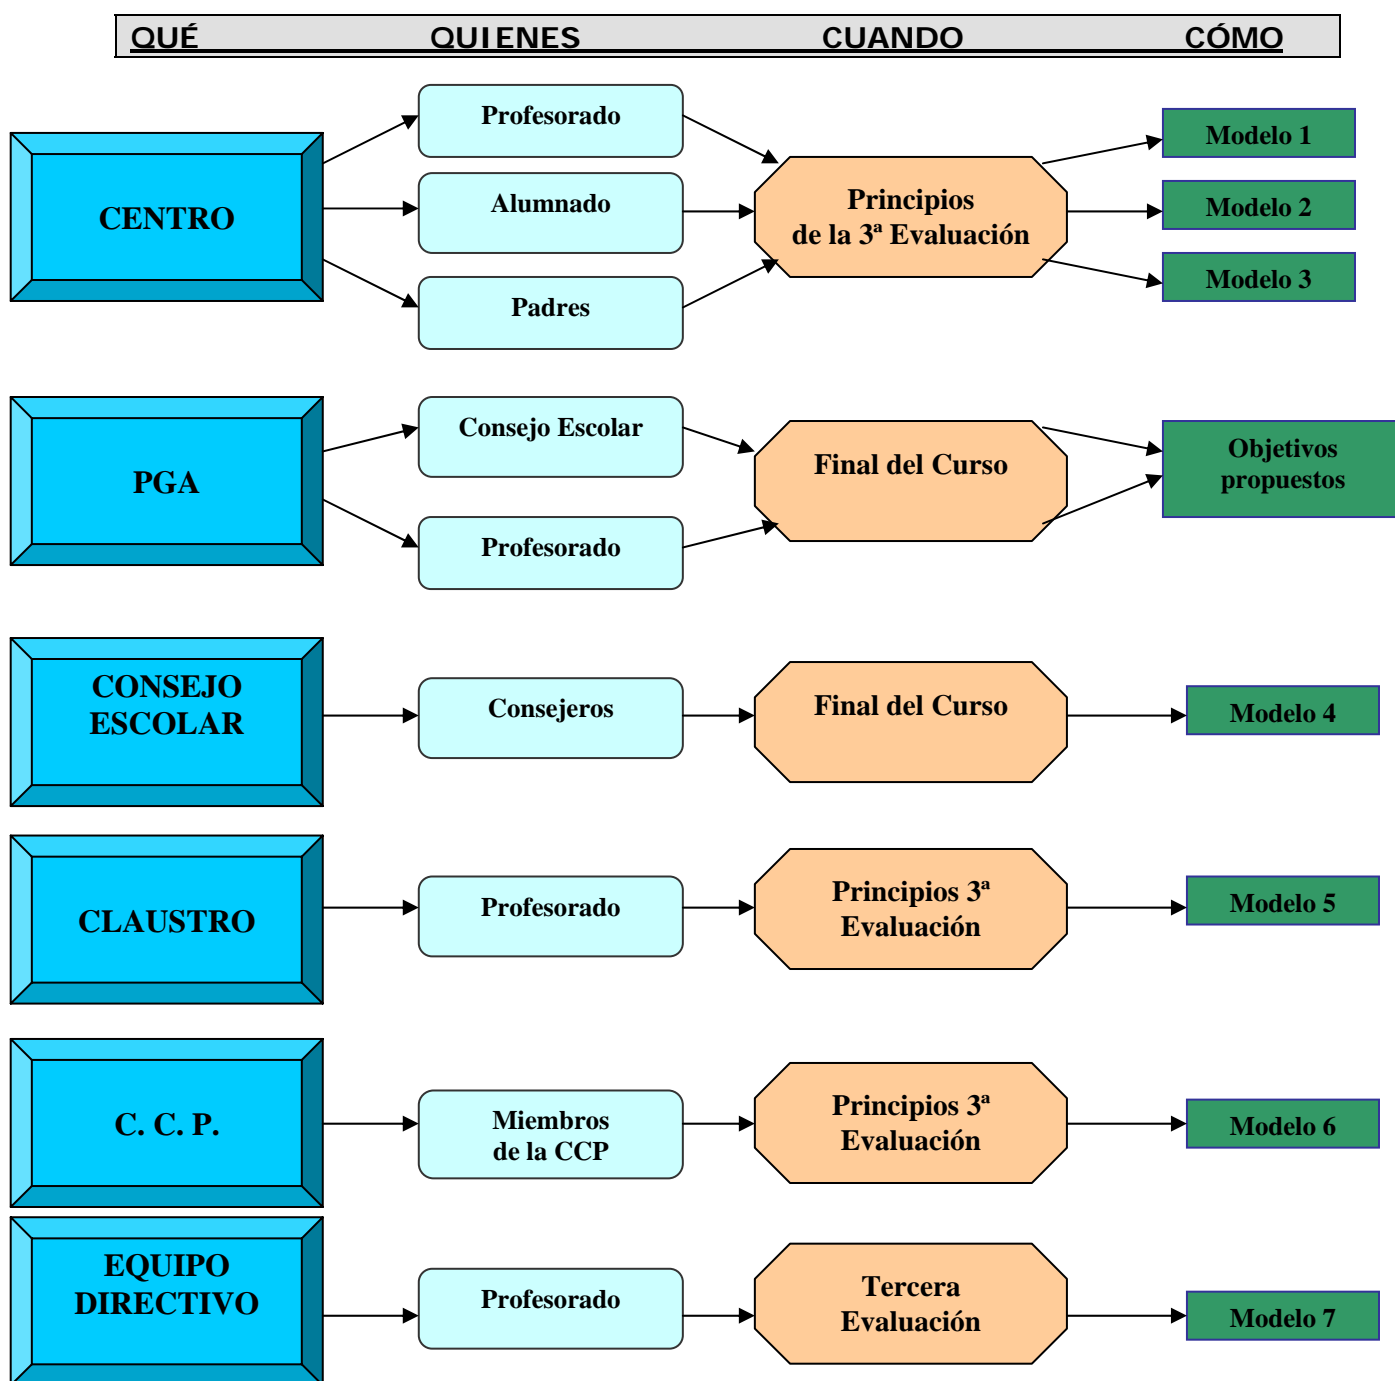 QUÉ QUIENES CUANDO CÓMO
CENTRO
Profesorado
Alumnado
Padres
Principios
de la 3ª Evaluación
Modelo 1
Modelo 2
Modelo 3
PGA
Consejo Escolar
Profesorado
Final del Curso
Objetivos
propuestos
CONSEJO
ESCOLAR
Consejeros
Final del Curso
Modelo 4
CLAUSTRO
Profesorado
Principios 3ª
Evaluación
Modelo 5
C. C. P.
Miembros
de la CCP
Principios 3ª
Evaluación
Modelo 6
EQUIPO
DIRECTIVO
Profesorado
Tercera
Evaluación
Modelo 7